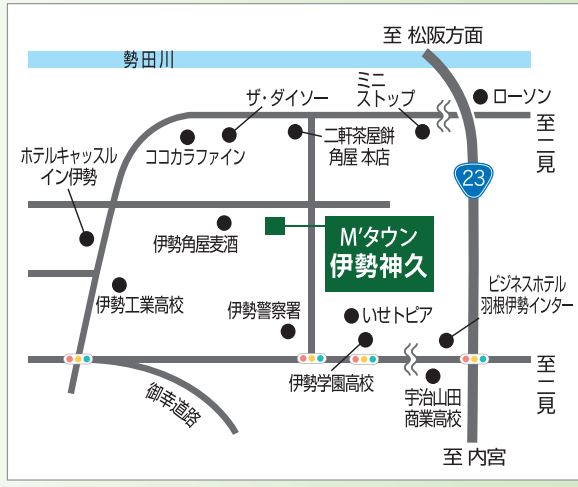 至 松阪方面
勢田川
ミニ
ストップ
ローソン
ザ・ダイソー
至二見
ココカラファイン
二軒茶屋餅
角屋 本店
ホテルキャッスル
イン伊勢
23
伊勢角屋麦酒
M'タウン
伊勢神久
ビジネスホテル
羽根伊勢インター
伊勢工業高校
伊勢警察署
いせトピア
至二見
伊勢学園高校
御幸道路
宇治山田
商業高校
至 内宮